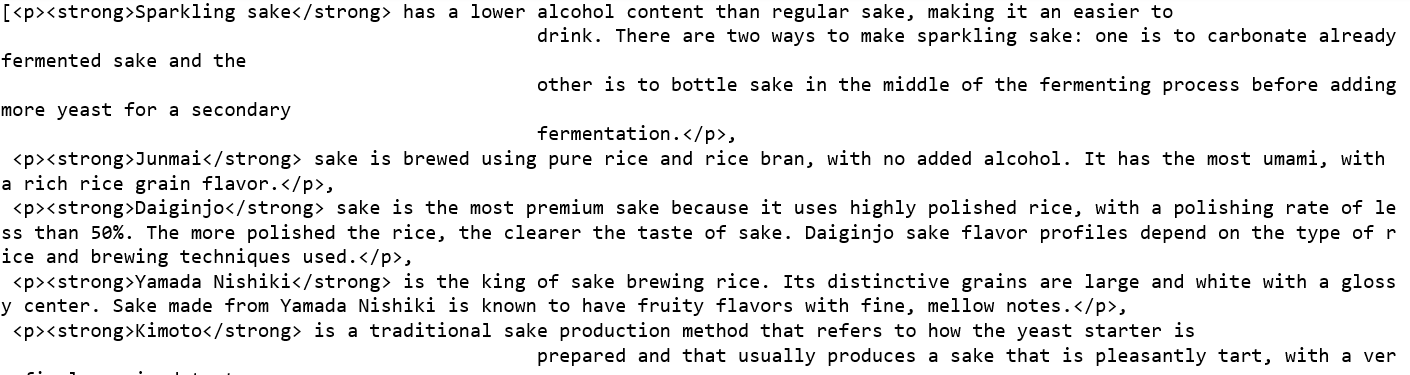 [<p><strong>Sparkling sake</strong> has a lower alcohol content than regular sake, making it an easier to
drink. There are two ways to make sparkling sake: one is to carbonate already
fermented sake and the
other is to bottle sake in the middle of the fermenting process before adding
more yeast for a secondary
fermentation.</p>,
<p><strong>Junmai</strong> sake is brewed using pure rice and rice bran, with no added alcohol. It has the most umami, with
a rich rice grain flavor.</p>,
<p><strong>Daiginjo</strong> sake is the most premium sake because it uses highly polished rice, with a polishing rate of le
ss than 50%. The more polished the rice, the clearer the taste of sake. Daiginjo sake flavor profiles depend on the type of r
ice and brewing techniques used.</p>,
<p><strong>Yamada Nishiki</strong> is the king of sake brewing rice. Its distinctive grains are large and white with a gloss
y center. Sake made from Yamada Nishiki is known to have fruity flavors with fine, mellow notes.</p>,
<p><strong>Kimoto</strong> is a traditional sake production method that refers to how the yeast starter is
prepared and that usually produces a sake that is pleasantly tart, with a ver